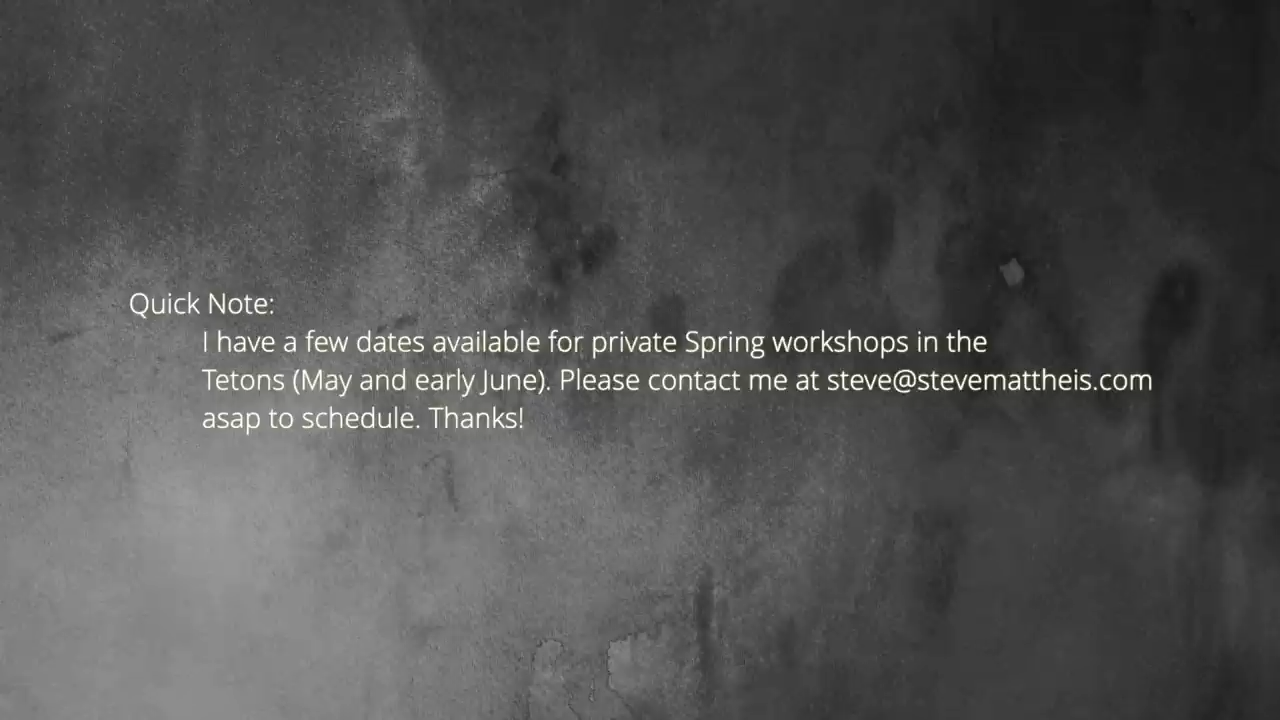 Quick Note:
I have a few dates available for private Spring workshops in the
Tetons (May and early June). Please contact me at steve@stevemattheis.com
asap to schedule. Thanks!